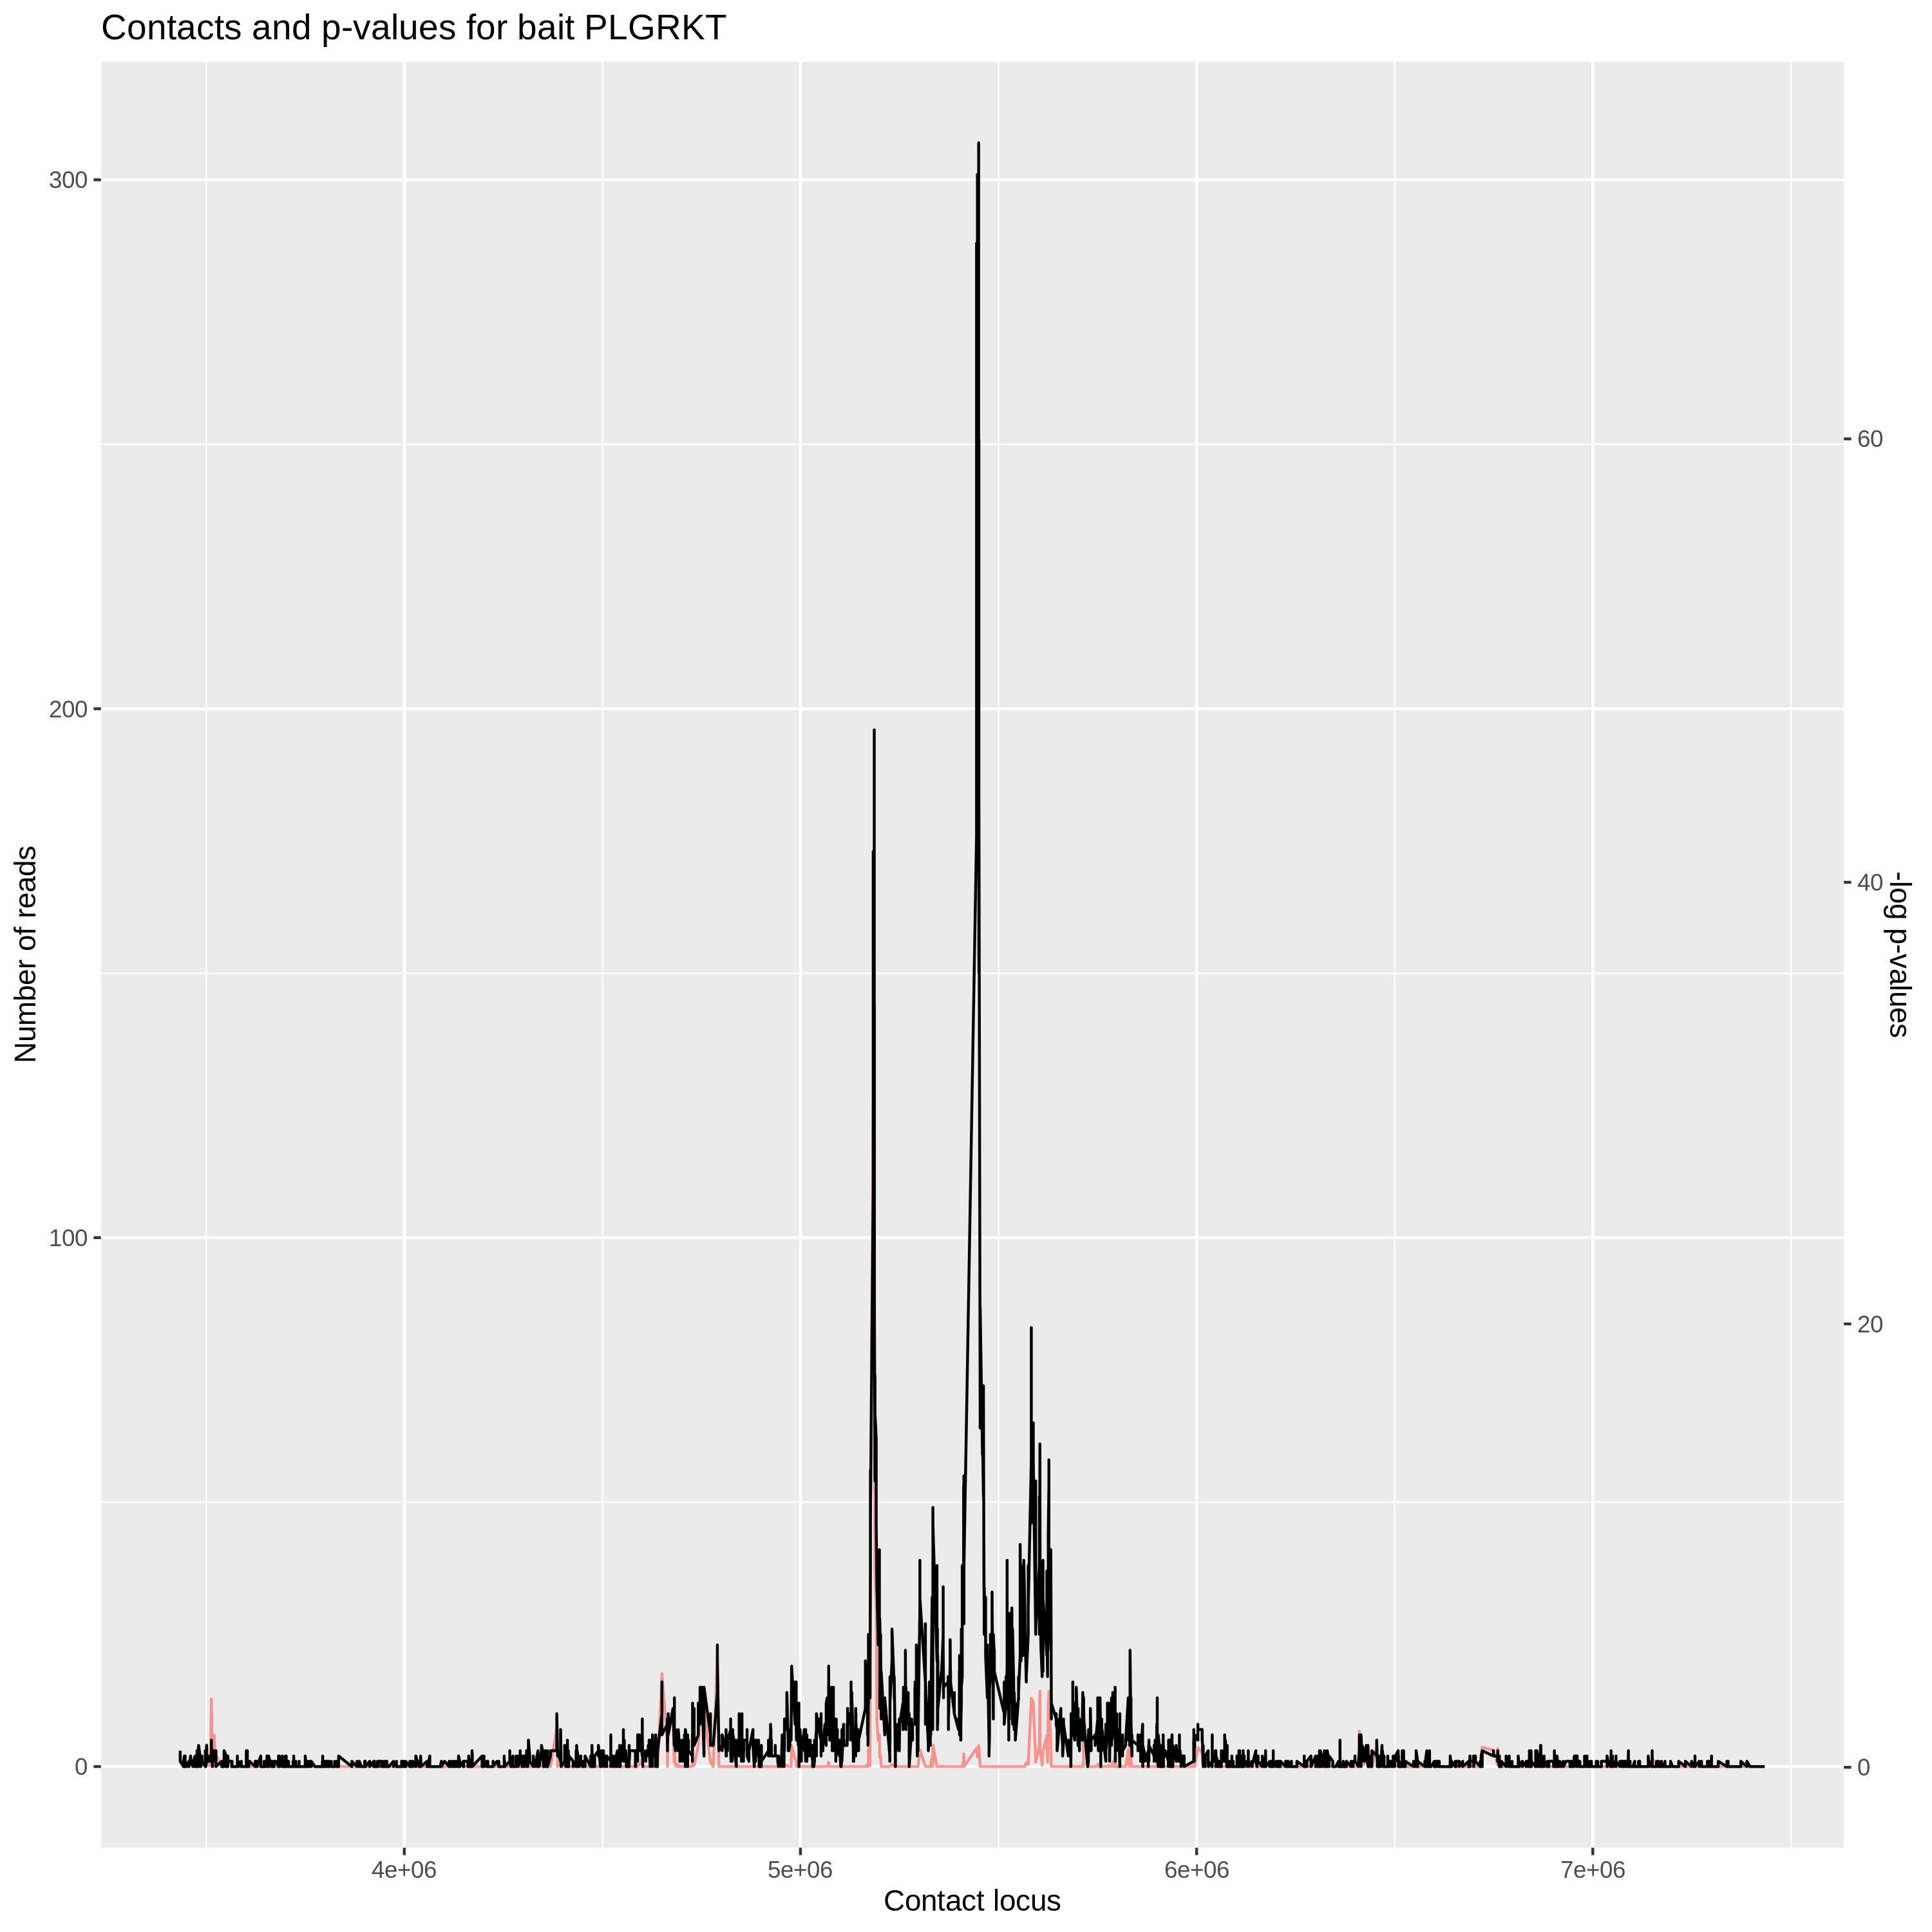 Contacts and p-values for bait PLGRKT
300
200
100
0
Number of reads
60
40
20
0
-log p-values
4e+06
5e+06
6e+06
7e+06
Contact locus